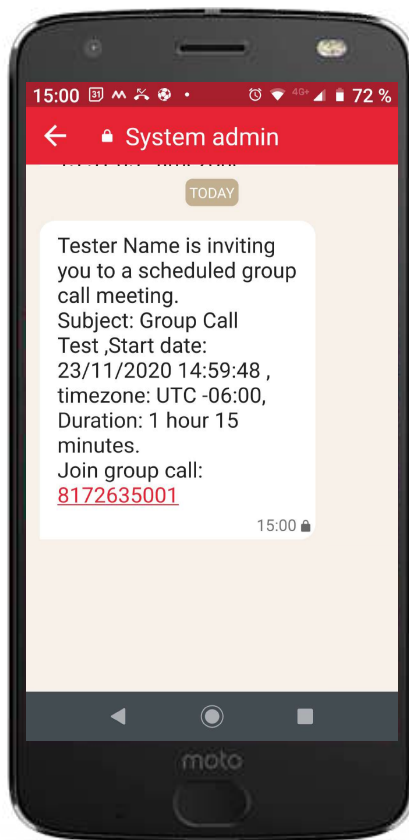 15:00 31 4G+ 72 %
System admin
TODAY
Tester Name is inviting
you to a scheduled group
call meeting.
Subject: Group Call
Test ,Start date:
23/11/2020 14:59:48 ,
timezone: UTC -06:00,
Duration: 1 hour 15
minutes.
Join group call:
8172635001
15:00
moto